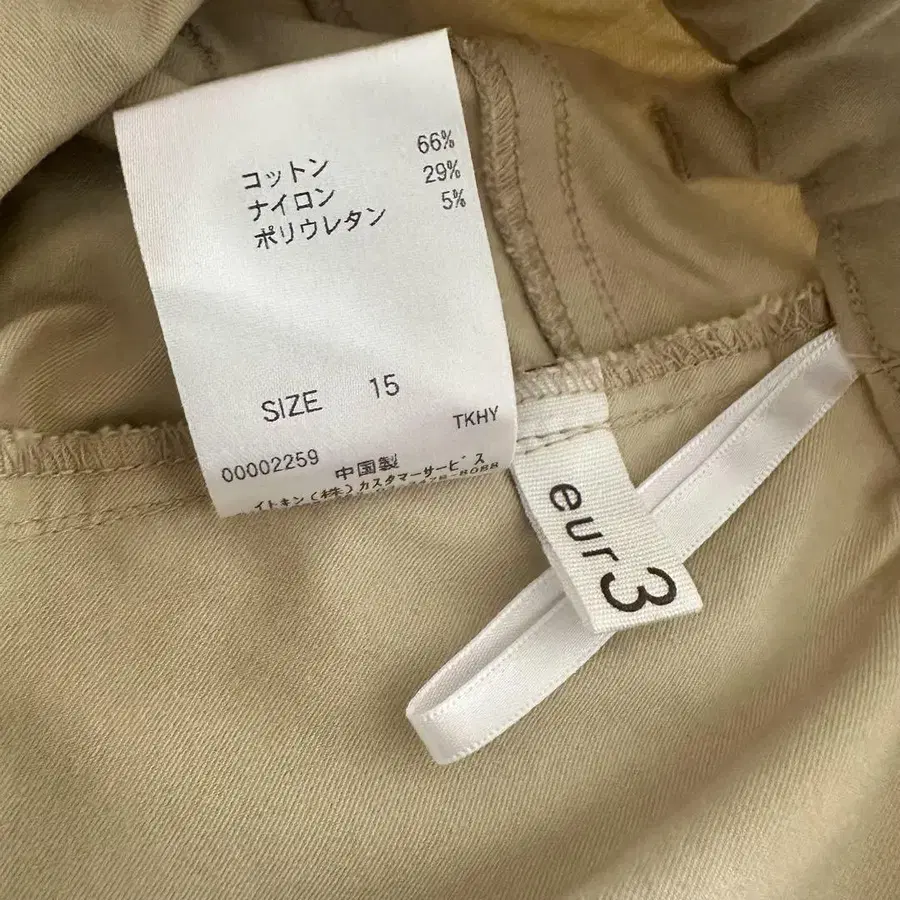 コットン 66%
ナイロン 29%
ポリウレタン 5%
SIZE 15
TKHY
00002259
中国製
イトキン(株)カスタマーサービス
eur3